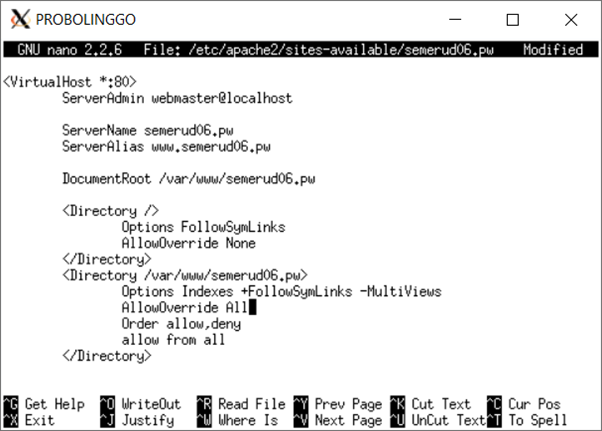 PROBOLINGGO
GNU nano 2.2.6 File: /etc/apache2/sites-available/semerud06.pw Modified
<VirtualHost *:80>
ServerAdmin webmaster@localhost
ServerName semerud06.pw
ServerAlias www.semerud06.pw
DocumentRoot /var/www/semerud06.pw
<Directory />
Options FollowSymLinks
AllowOverride None
</Directory>
<Directory /var/www/semerud06.pw>
Options Indexes +FollowSymLinks -MultiViews
AllowOverride All
Order allow,deny
allow from all
</Directory>
^G Get Help ^O WriteOut ^R Read File ^Y Prev Page ^K Cut Text ^C Cur Pos
^X Exit ^J Justify ^W Where Is ^V Next Page ^U UnCut Text ^T To Spell